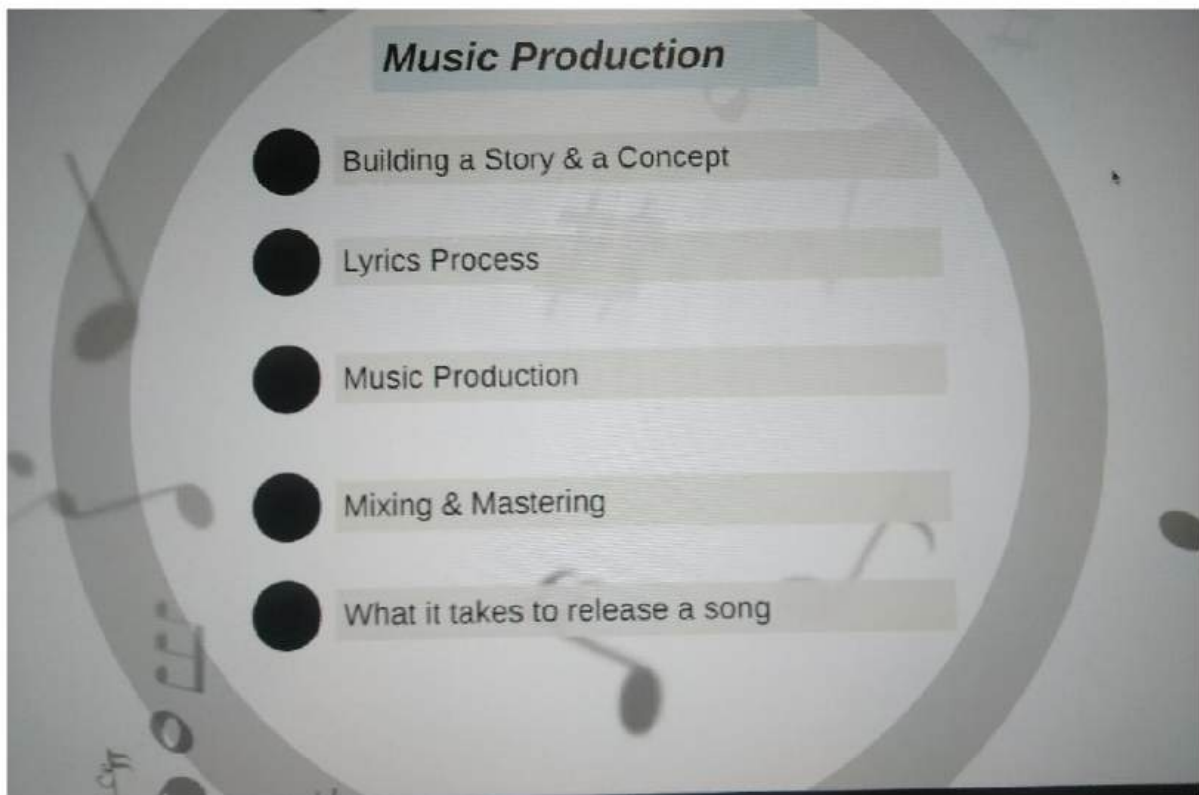 Music Production
Building a Story & a Concept
Lyrics Process
Music Production
Mixing & Mastering
What it takes to release a song